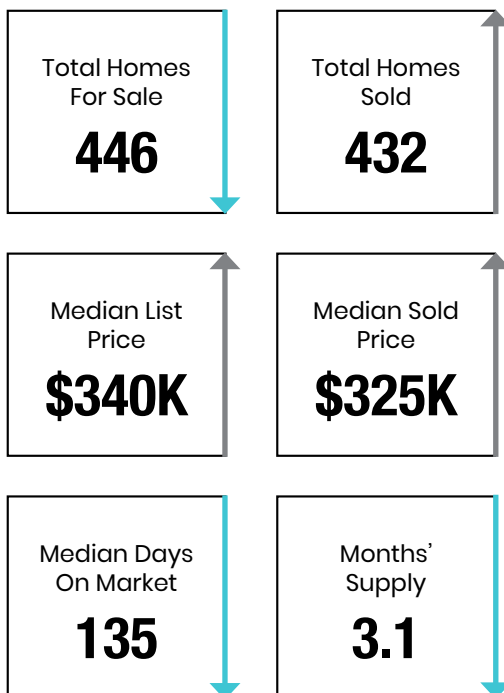 Total Homes
For Sale
446
Total Homes
Sold
432
Median List
Price
$340K
Median Sold
Price
$325K
Median Days
On Market
135
Months’
Supply
3.1